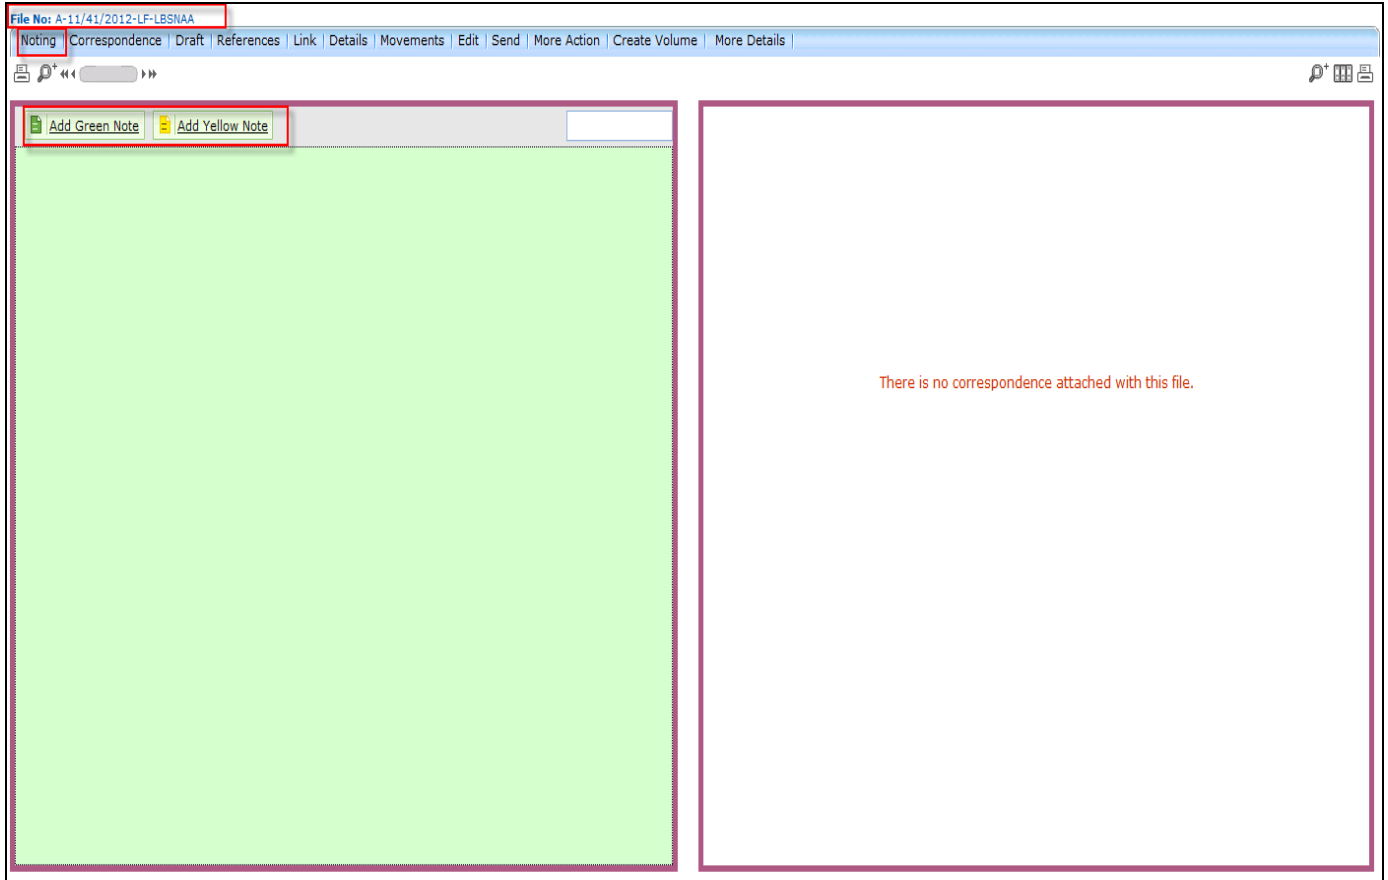 File No: A-11/41/2012-LF-LBSNAA
Noting | Correspondence | Draft | References | Link | Details | Movements | Edit | Send | More Action | Create Volume | More Details |
Add Green Note Add Yellow Note
There is no correspondence attached with this file.